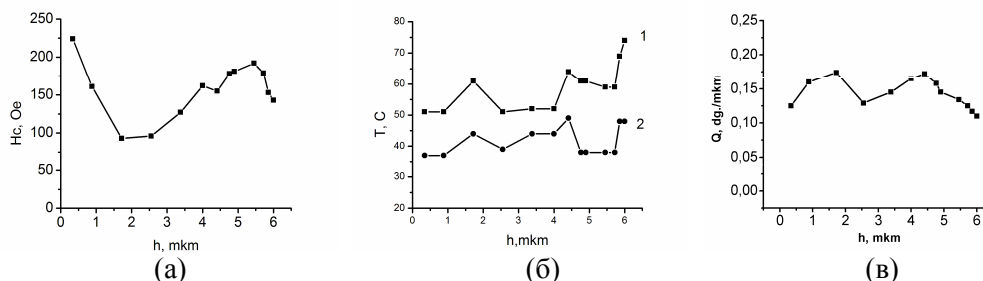 250
200
150
100
50
0
Hc, Oe
0 1 2 3 4 5 6
h, mkm
(а)
80
70
60
50
40
30
20
T, C
1
2
0 1 2 3 4 5 6
h,mkm
(б)
0,25
0,20
0,15
0,10
0,05
0,00
Q, dg./mkm
0 1 2 3 4 5 6
h, mkm
(в)